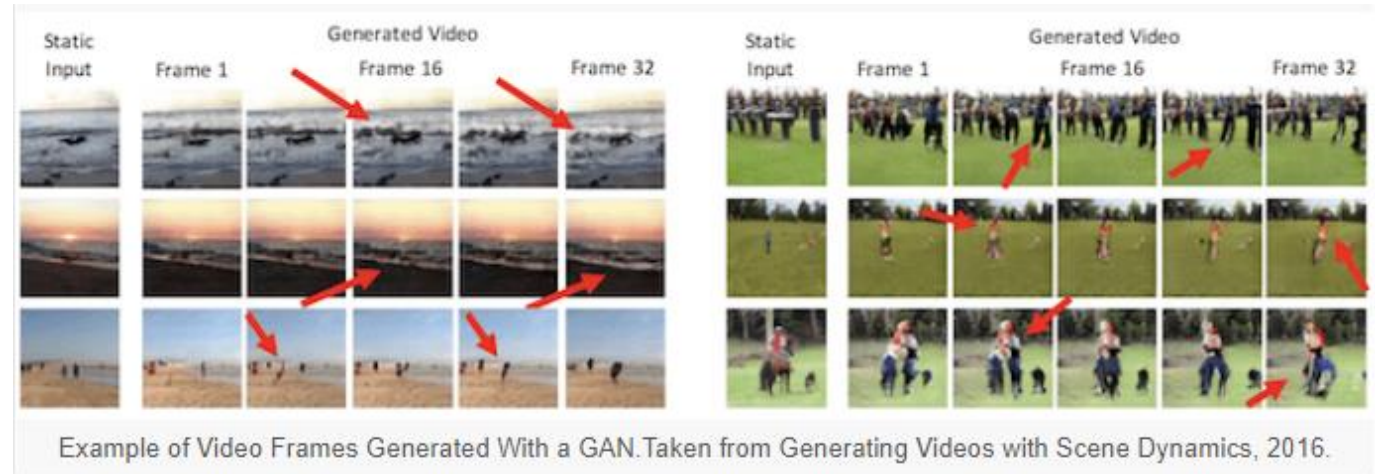 Static Input
Generated Video
Frame 1 Frame 16 Frame 32
Static Input
Generated Video
Frame 1 Frame 16 Frame 32
Example of Video Frames Generated With a GAN.Taken from Generating Videos with Scene Dynamics, 2016.